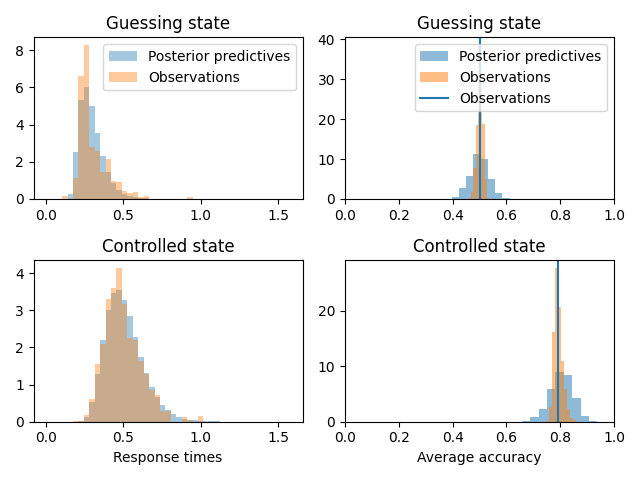 Guessing state
8
6
4
2
0
0.0 0.5 1.0 1.5
Posterior predictives
Observations
Guessing state
40
30
20
10
0
0.0 0.2 0.4 0.6 0.8 1.0
Posterior predictives
Observations
Observations
Controlled state
4
3
2
1
0
0.0 0.5 1.0 1.5
Response times
Controlled state
20
10
0
0.0 0.2 0.4 0.6 0.8 1.0
Average accuracy